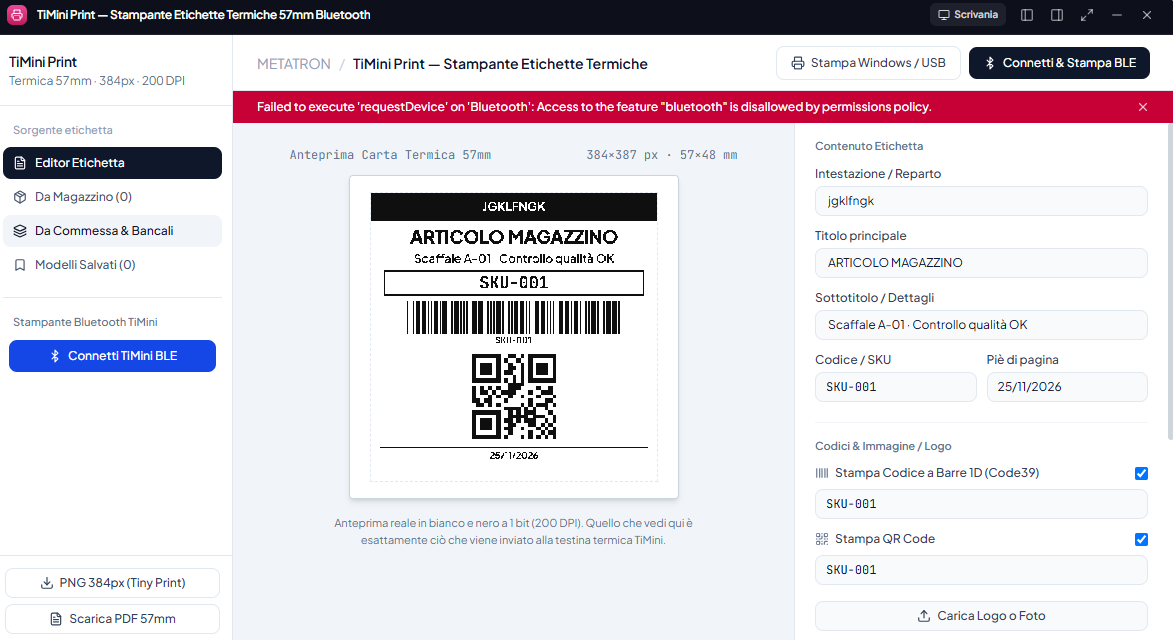 TiMini Print — Stampante Etichette Termiche 57mm Bluetooth
Scrivania
TiMini Print
Termica 57mm · 384px · 200 DPI
METATRON / TiMini Print — Stampante Etichette Termiche
Stampa Windows / USB
Connetti & Stampa BLE
Failed to execute 'requestDevice' on 'Bluetooth': Access to the feature "bluetooth" is disallowed by permissions policy.
Sorgente etichetta
Editor Etichetta
Da Magazzino (0)
Da Commessa & Bancali
Modelli Salvati (0)
Stampante Bluetooth TiMini
Connetti TiMini BLE
PNG 384px (Tiny Print)
Scarica PDF 57mm
Anteprima Carta Termica 57mm
384×387 px · 57×48 mm
JGKLFNGK
ARTICOLO MAGAZZINO
Scaffale A-01 · Controllo qualità OK
SKU-001
SKU-001
25/11/2026
Anteprima reale in bianco e nero a 1 bit (200 DPI). Quello che vedi qui è
esattamente ciò che viene inviato alla testina termica TiMini.
Contenuto Etichetta
Intestazione / Reparto
jgklfngk
Titolo principale
ARTICOLO MAGAZZINO
Sottotitolo / Dettagli
Scaffale A-01 · Controllo qualità OK
Codice / SKU
Piè di pagina
SKU-001
25/11/2026
Codici & Immagine / Logo
Stampa Codice a Barre 1D (Code39)
SKU-001
Stampa QR Code
SKU-001
Carica Logo o Foto